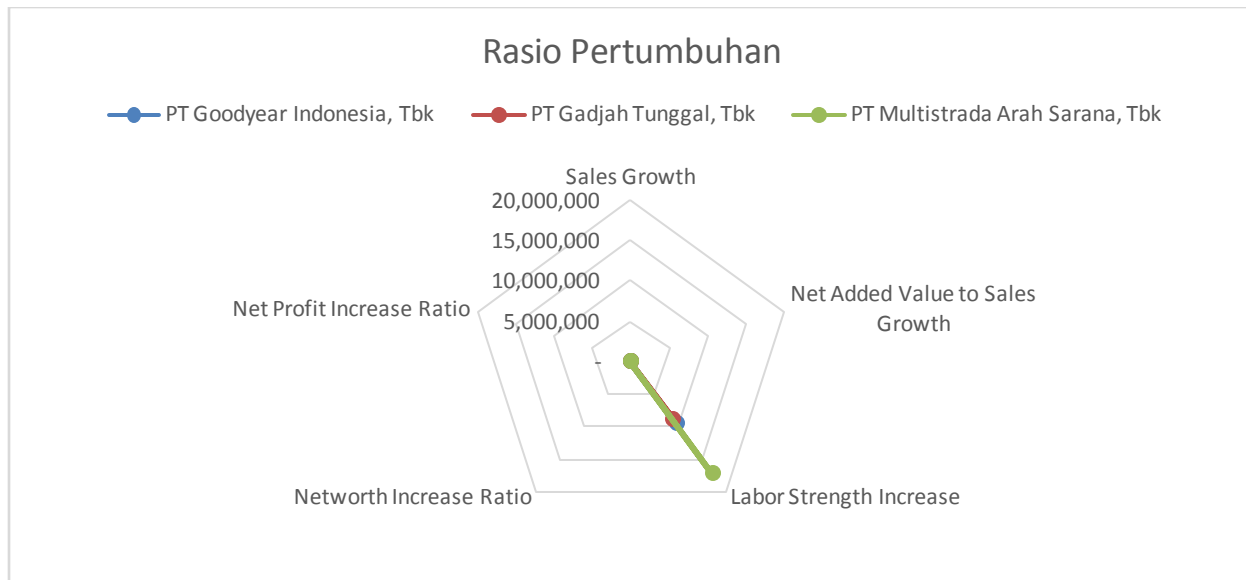 Rasio Pertumbuhan
PT Goodyear Indonesia, Tbk
PT Gadjah Tunggal, Tbk
PT Multistrada Arah Sarana, Tbk
Sales Growth
20,000,000
15,000,000
10,000,000
5,000,000
-
Net Added Value to Sales
Growth
Net Profit Increase Ratio
Networth Increase Ratio
Labor Strength Increase